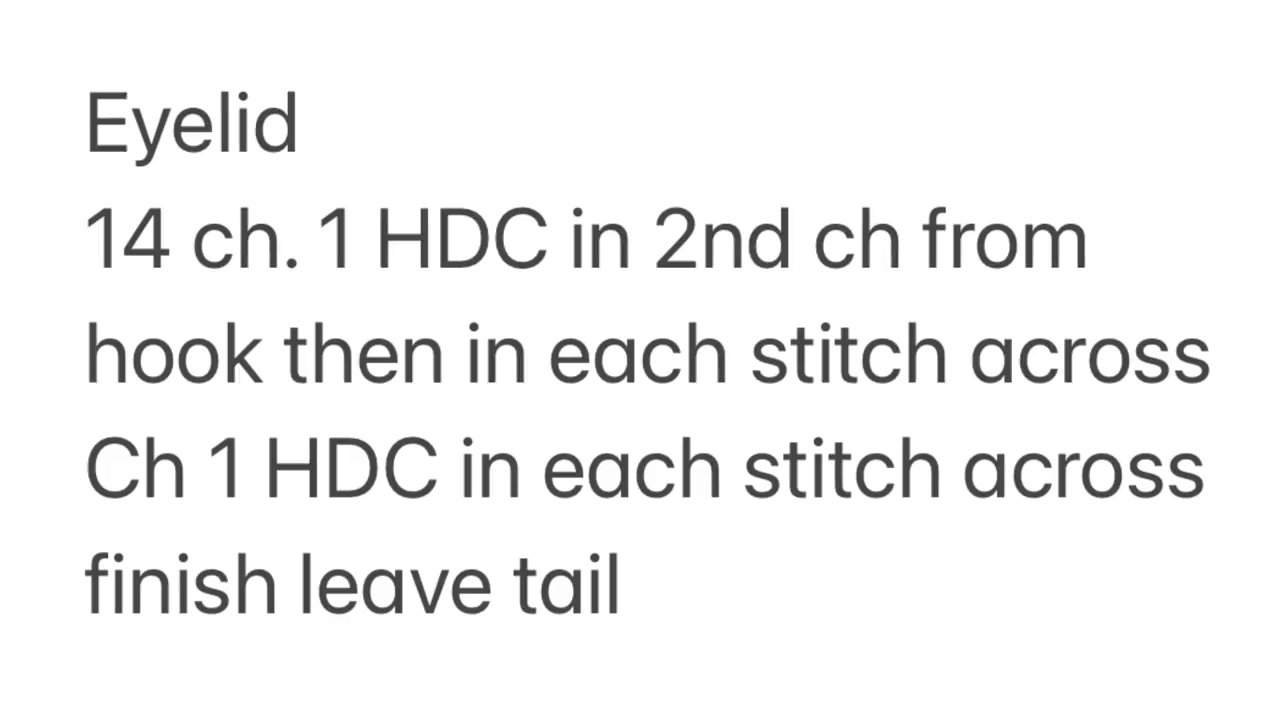 Eyelid
14 ch. 1 HDC in 2nd ch from
hook then in each stitch across
Ch 1 HDC in each stitch across
finish leave tail